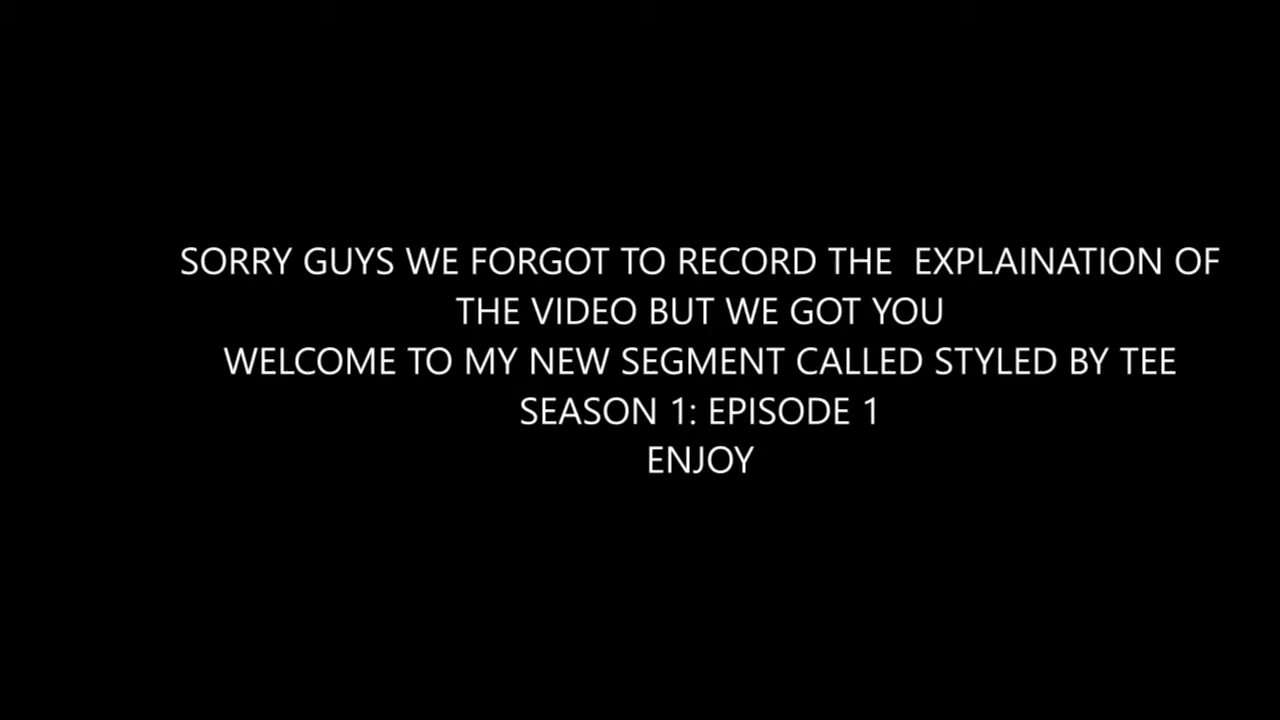 SORRY GUYS WE FORGOT TO RECORD THE  EXPLAINATION OF
THE VIDEO BUT WE GOT YOU
WELCOME TO MY NEW SEGMENT CALLED STYLED BY TEE
SEASON 1: EPISODE 1
ENJOY